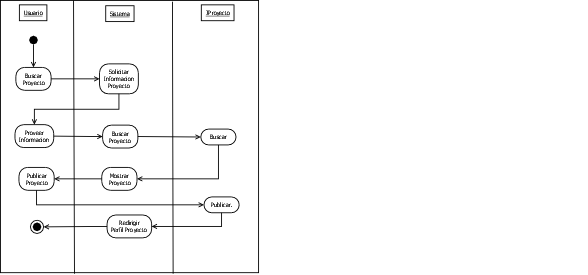 Usuario
Sistema
IProyecto
Buscar
Proyecto
Solicitar
Informacion
Proyecto
Proveer
Informacion
Buscar
Proyecto
Buscar
Publicar
Proyecto
Mostrar
Proyecto
Publicar.
Redirigir
Perfil Proyecto